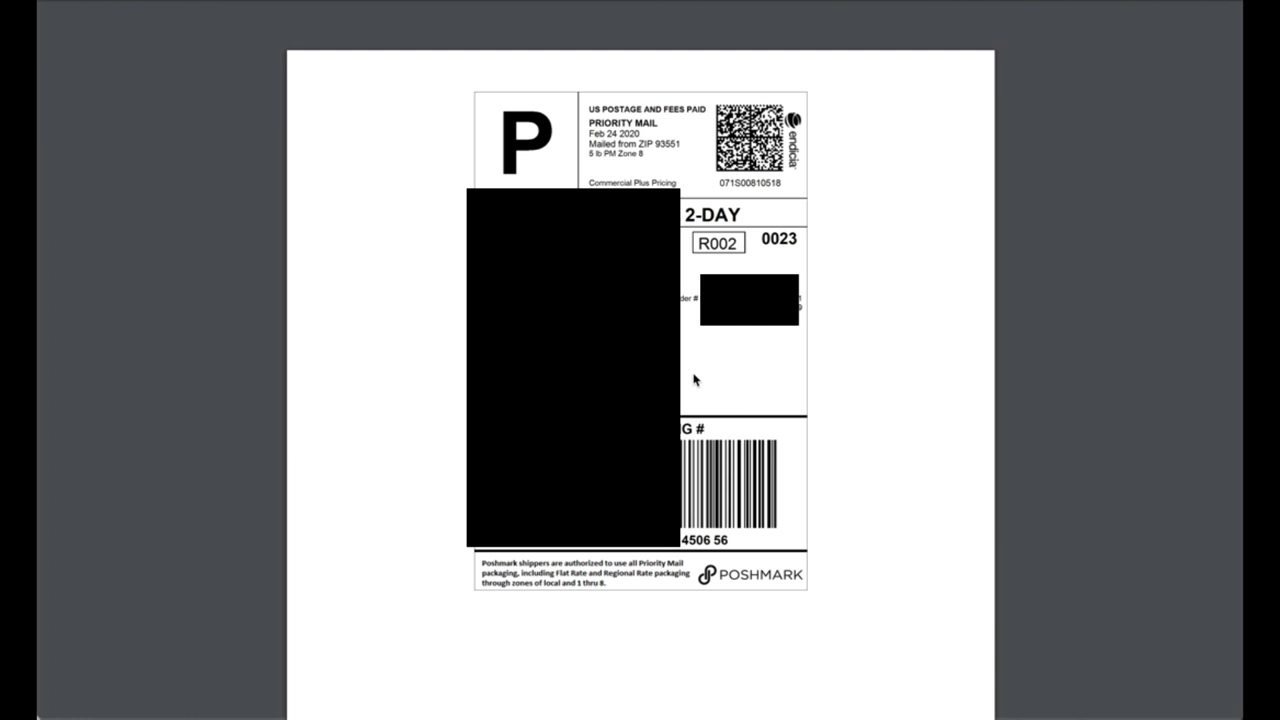 P
US POSTAGE AND FEES PAID
PRIORITY MAIL
Feb 24 2020
Mailed from ZIP 93551
5 lb PM Zone 8
Commercial Plus Pricing
071S00810518
endicia
2-DAY
R002
0023
der #
G #
4506 56
Poshmark shippers are authorized to use all Priority Mail
packaging, including Flat Rate and Regional Rate packaging
through zones of local and 1 thru 8.
POSHMARK